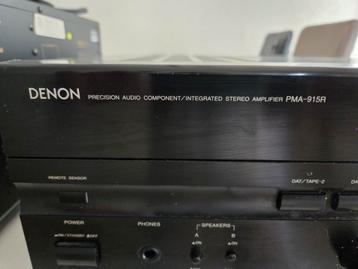 DENON PRECISION AUDIO COMPONENT/INTEGRATED STEREO AMPLIFIER PMA-915R
REMOTE SENSOR
DAT/TAPE-2
POWER
PHONES
SPEAKERS
A
B